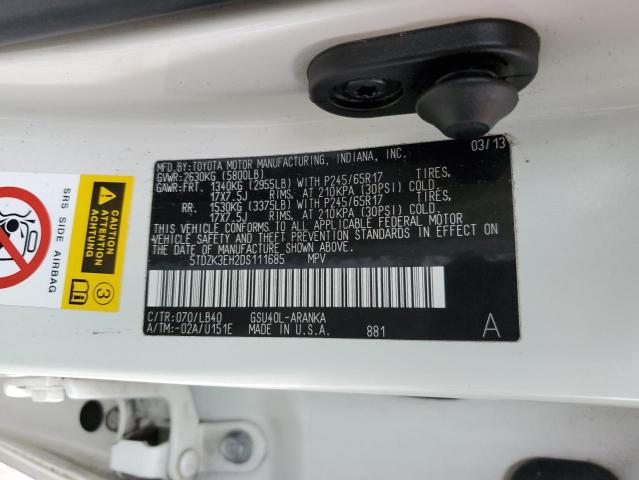 MFD. BY: TOYOTA MOTOR MANUFACTURING, INDIANA, INC. 03/13
GVWR: 2630KG (5800LB)
GAWR: FRT. 1340KG (2955LB) WITH P245/65R17 TIRES,
17X7.5J RIMS, AT 210KPA (30PSI) COLD.
RR. 1530KG (3375LB) WITH P245/65R17 TIRES,
17X7.5J RIMS, AT 210KPA (30PSI) COLD.
THIS VEHICLE CONFORMS TO ALL APPLICABLE FEDERAL MOTOR
VEHICLE SAFETY AND THEFT PREVENTION STANDARDS IN EFFECT ON
THE DATE OF MANUFACTURE SHOWN ABOVE.
5TDZK3EH2DS111685 MPV
C/TR: 070/LB40 GSU40L-ARANKA
A/TM: -02A/U151E MADE IN U.S.A. 881 A
SRS SIDE AIRBAG
CAUTION
ATTENTION
ACHTUNG
3